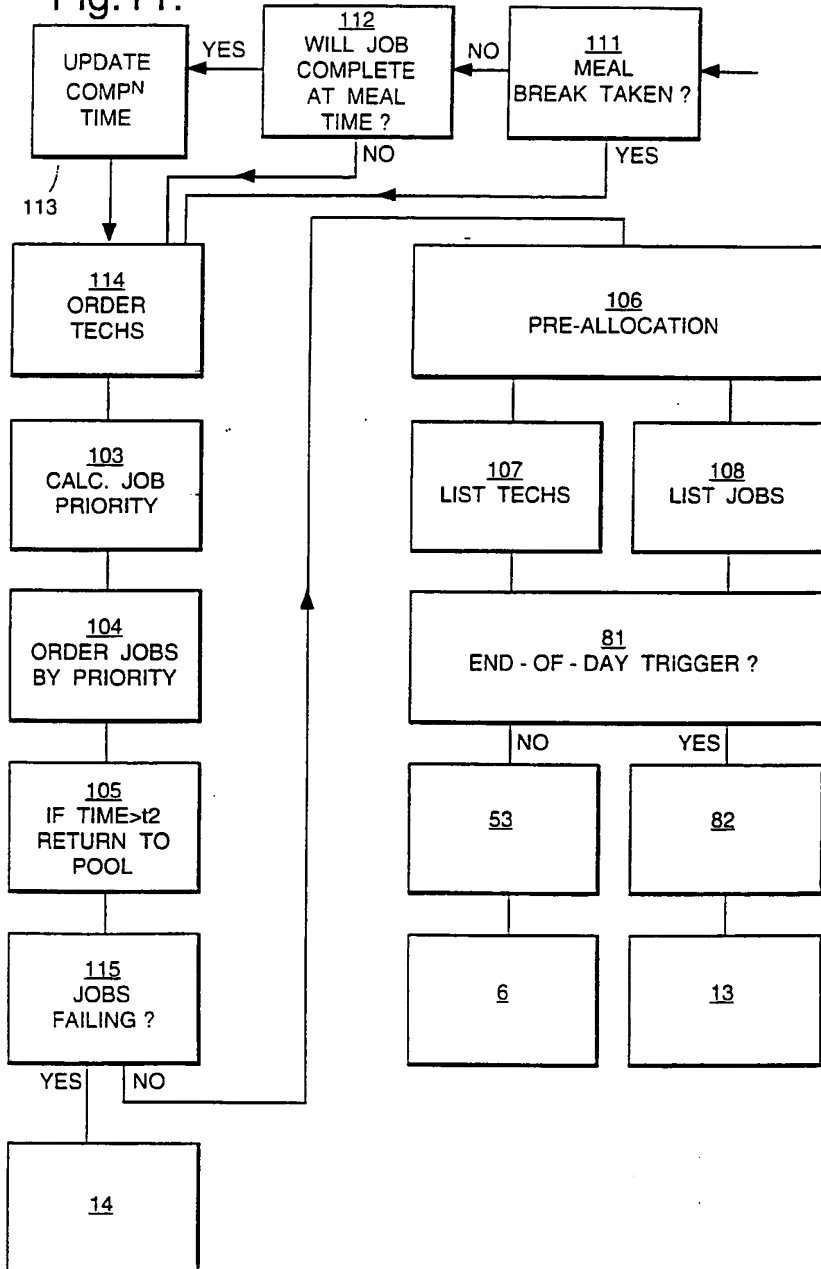 Fig. 11.
UPDATE
COMPᴺ
TIME
113
YES
112
WILL JOB
COMPLETE
AT MEAL
TIME ?
NO
NO
111
MEAL
BREAK TAKEN ?
YES
114
ORDER
TECHS
103
CALC. JOB
PRIORITY
104
ORDER JOBS
BY PRIORITY
105
IF TIME>t2
RETURN TO
POOL
115
JOBS
FAILING ?
YES
NO
14
106
PRE-ALLOCATION
107
LIST TECHS
108
LIST JOBS
81
END - OF - DAY TRIGGER ?
NO
YES
53
82
6
13